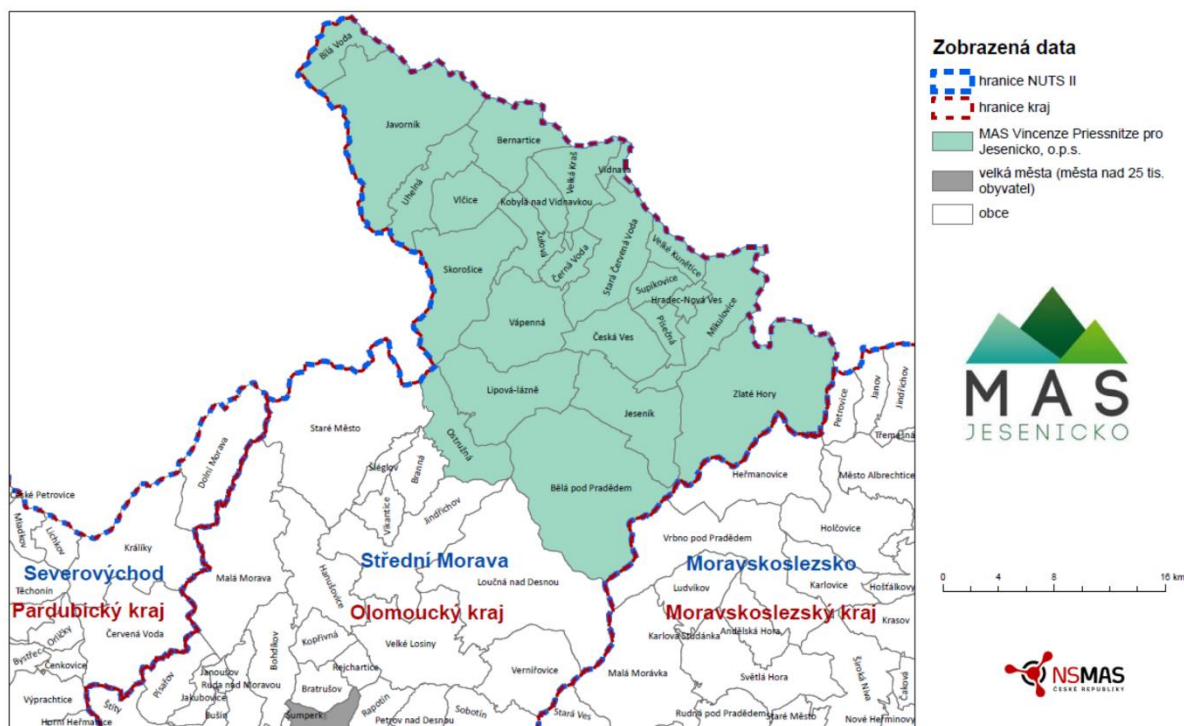 Zobrazená data
hranice NUTS II
hranice kraj
MAS Vincenze Priessnitze pro
Jesenicko, o.p.s.
velká města (města nad 25 tis.
obyvatel)
obce
MAS
JESENICKO
0 4 8 16 km
NSMAS
ČESKÉ REPUBLIKY
Bílá Voda
Javorník
Bernartice
Velká Kraš
Vidnava
Uhelná
Vlčice
Kobylá nad Vidnavkou
Žulová
Černá Voda
Stará Červená Voda
Velké Kunětice
Skorošice
Supíkovice
Hradec-Nová Ves
Vápenná
Česká Ves
Písečná
Mikulovice
Lipová-lázně
Jeseník
Zlaté Hory
Petrovice
Janov
Jindřichov
Třemešná
Staré Město
Ostružná
Dolní Morava
Šléglov
Branná
Vikantice
Jindřichov
Bělá pod Pradědem
Heřmanovice
Město Albrechtice
České Petrovice
Mladkov
Lichkov
Králíky
Holčovice
Vrbno pod Pradědem
Severovýchod
Střední Morava
Moravskoslezsko
Těchonín
Malá Morava
Hanušovice
Loučná nad Desnou
Ludvíkov
Karlovice
Hošťálkovy
Pardubický kraj
Olomoucký kraj
Moravskoslezský kraj
Orličky
Červená Voda
Bohdíkov
Kopřivná
Velké Losiny
Karlova Studánka
Andělská Hora
Krasov
Bystřec
Čenkovice
Janoušov
Rejchartice
Vernířovice
Malá Morávka
Světlá Hora
Široká Niva
Čaková
Výprachtice
Štíty
Písařov
Ruda nad Moravou
Jakubovice
Bratrušov
Rapotín
Sobotín
Rudná pod Pradědem
Horní Heřmanice
Bušín
Šumperk
Petrov nad Desnou
Stará Ves
Staré Město
Nové Heřminovy